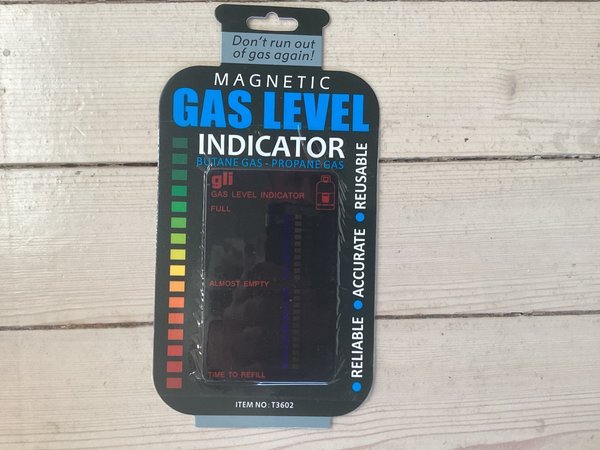 Don't run out
of gas again!
MAGNETIC
GAS LEVEL
INDICATOR
BUTANE GAS - PROPANE GAS
gli
GAS LEVEL INDICATOR
FULL
ALMOST EMPTY
TIME TO REFILL
• RELIABLE • ACCURATE • REUSABLE
ITEM NO: T3602